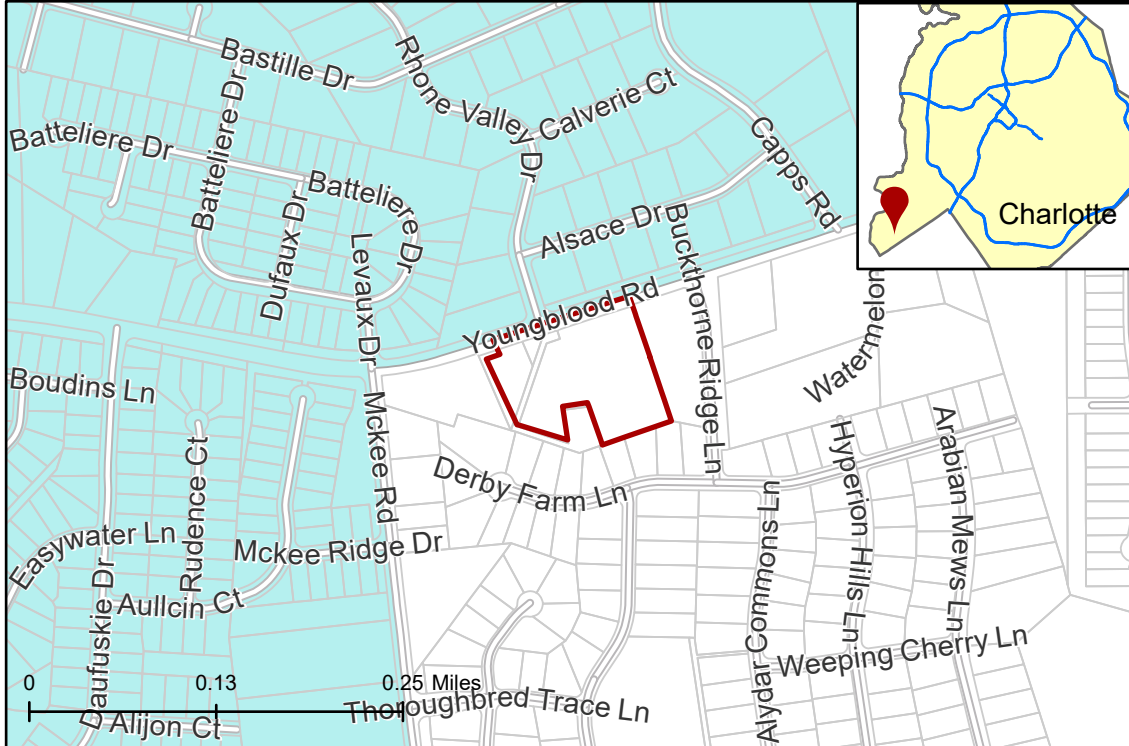 Bastille Dr
Rhone Valley Dr
Calverie Ct
Capps Rd
Batteliere Dr
Batteliere Dr
Batteliere Dr
Dufaux Dr
Levaux Dr
Alsace Dr
Buckthorne Ridge Ln
Charlotte
Youngblood Rd
Watermelon
Boudins Ln
Mckee Rd
Rudence Ct
Derby Farm Ln
Hyperion Hills Ln
Arabian Mews Ln
Easywater Ln
Mckee Ridge Dr
Aullcin Ct
Daufuskie Dr
Alypar Commons Ln
Weeping Cherry Ln
0 0.13 0.25 Miles
Thoroughbred Trace Ln
Alijon Ct